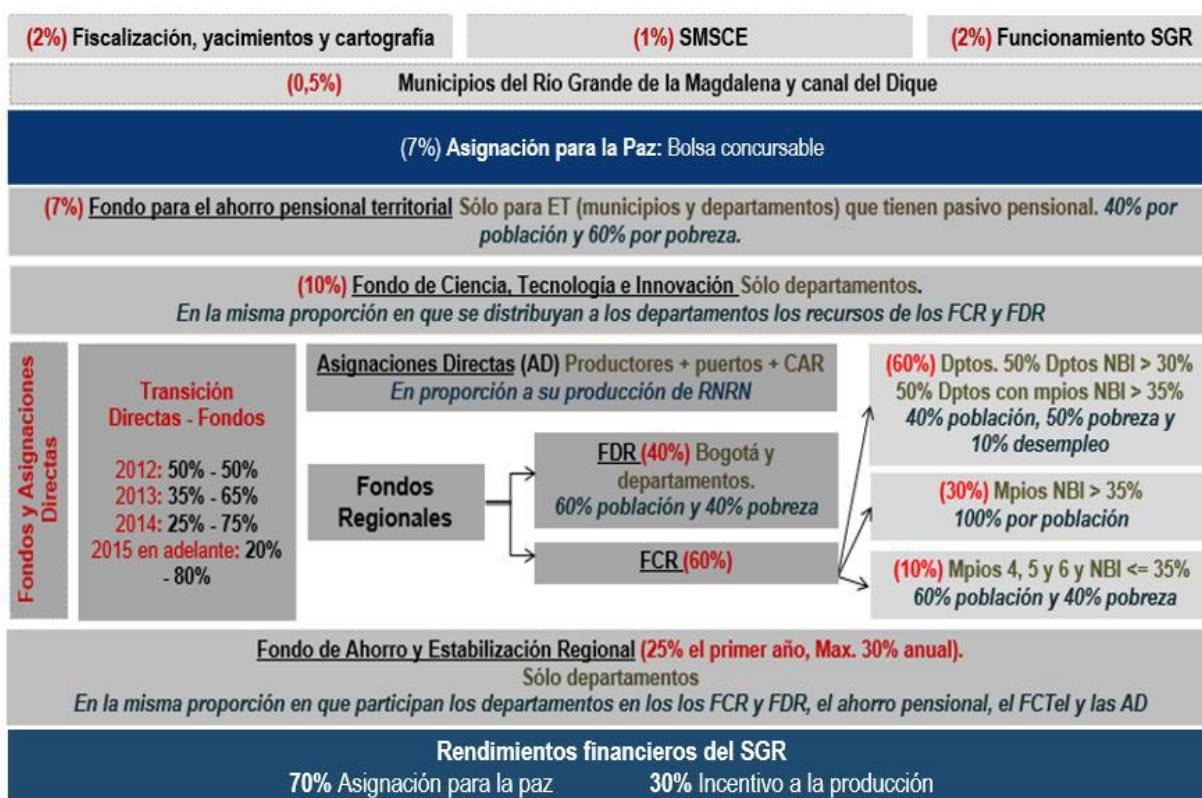 (2%) Fiscalización, yacimientos y cartografía
(1%) SMSCE
(2%) Funcionamiento SGR
(0,5%) Municipios del Río Grande de la Magdalena y canal del Dique
(7%) Asignación para la Paz: Bolsa concursable
(7%) Fondo para el ahorro pensional territorial Sólo para ET (municipios y departamentos) que tienen pasivo pensional. 40% por
población y 60% por pobreza.
(10%) Fondo de Ciencia, Tecnología e Innovación Sólo departamentos.
En la misma proporción en que se distribuyan a los departamentos los recursos de los FCR y FDR
Fondos y Asignaciones
Directas
Transición
Directas - Fondos
2012: 50% - 50%
2013: 35% - 65%
2014: 25% - 75%
2015 en adelante: 20%
- 80%
Asignaciones Directas (AD) Productores + puertos + CAR
En proporción a su producción de RNRN
Fondos
Regionales
FDR (40%) Bogotá y
departamentos.
60% población y 40% pobreza
FCR (60%)
(60%) Dptos. 50% Dptos NBI > 30%
50% Dptos con mpios NBI > 35%
40% población, 50% pobreza y
10% desempleo
(30%) Mpios NBI > 35%
100% por población
(10%) Mpios 4, 5 y 6 y NBI <= 35%
60% población y 40% pobreza
Fondo de Ahorro y Estabilización Regional (25% el primer año, Max. 30% anual).
Sólo departamentos
En la misma proporción en que participan los departamentos en los los FCR y FDR, el ahorro pensional, el FCTeI y las AD
Rendimientos financieros del SGR
70% Asignación para la paz 30% Incentivo a la producción